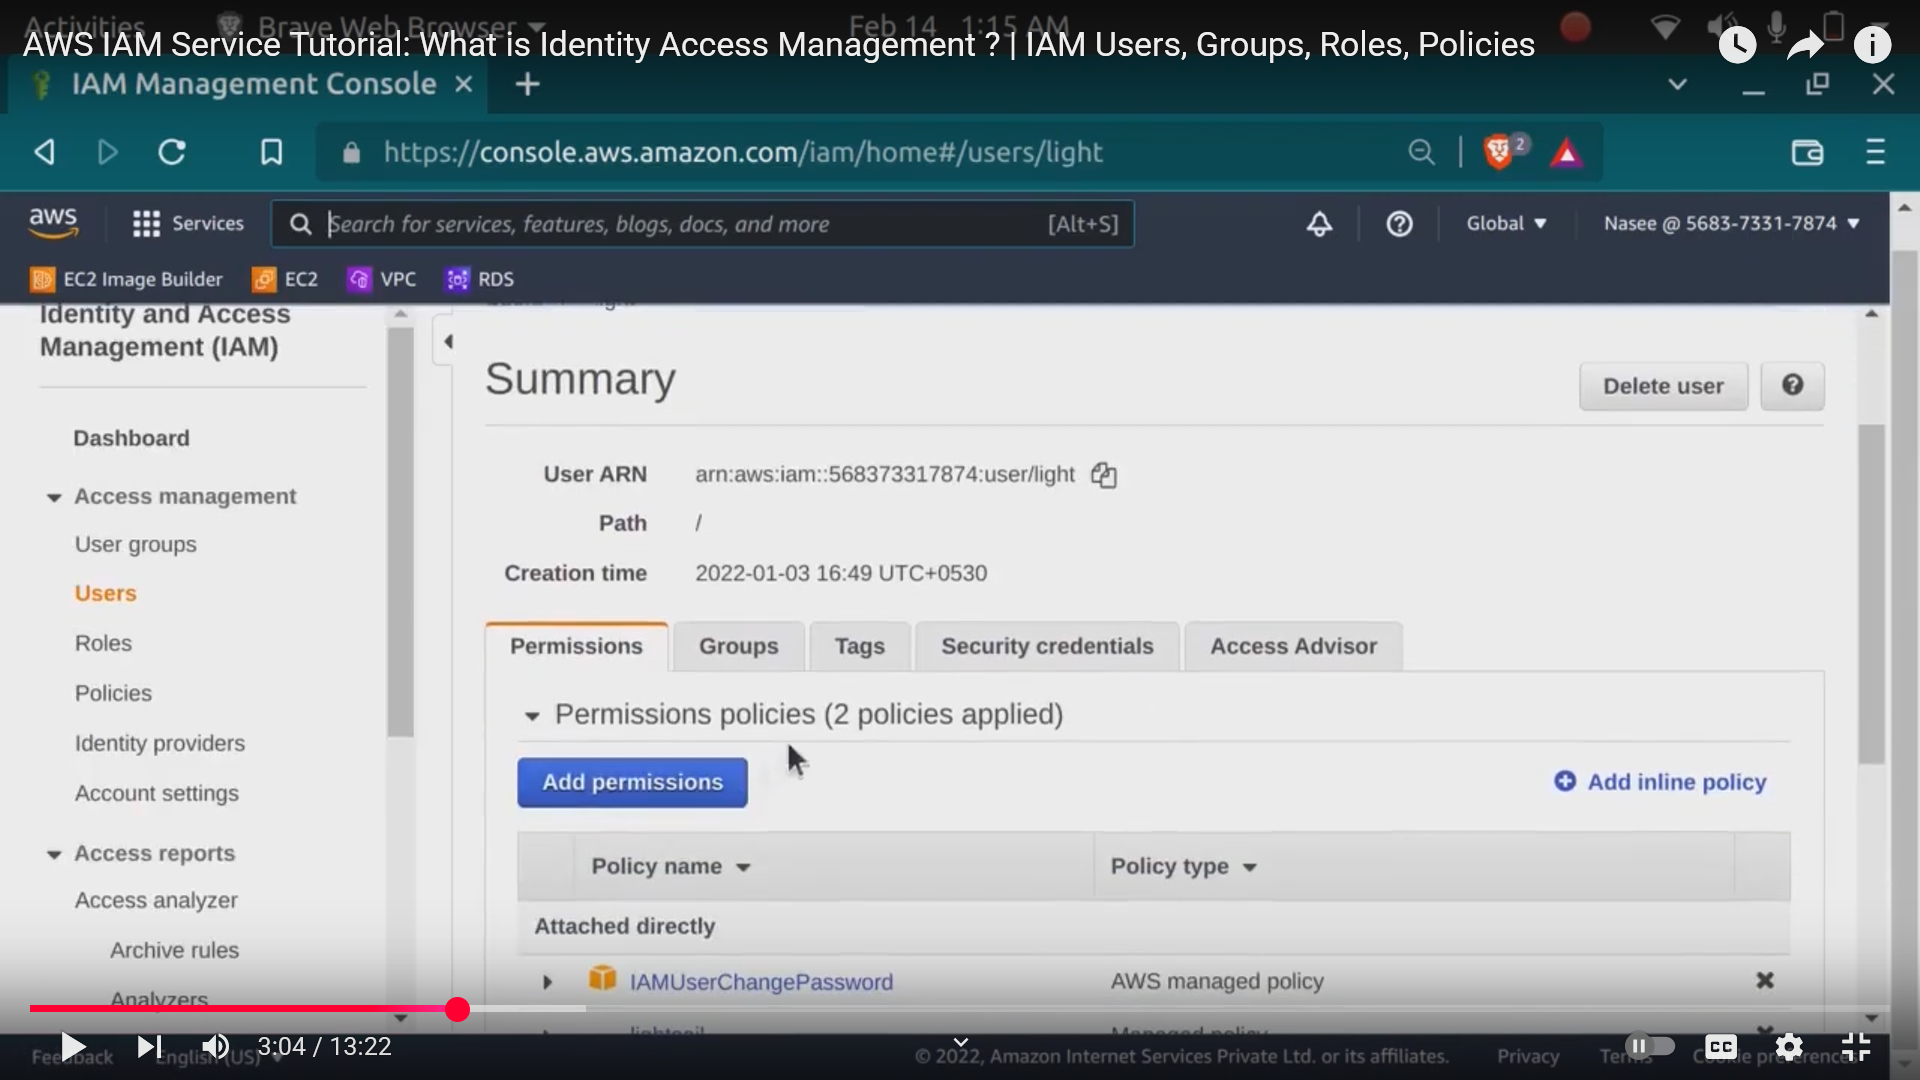 Activities
Brave Web Browser
Feb 14 1:15 AM
AWS IAM Service Tutorial: What is Identity Access Management ? | IAM Users, Groups, Roles, Policies
IAM Management Console
https://console.aws.amazon.com/iam/home#/users/light
2
aws
Services
Search for services, features, blogs, docs, and more
[Alt+S]
Global
Nasee @ 5683-7331-7874
EC2 Image Builder
EC2
VPC
RDS
Identity and Access
Management (IAM)
Dashboard
Access management
User groups
Users
Roles
Policies
Identity providers
Account settings
Access reports
Access analyzer
Archive rules
Analyzers
Summary
Delete user
User ARN arn:aws:iam::568373317874:user/light
Path /
Creation time 2022-01-03 16:49 UTC+0530
Permissions
Groups
Tags
Security credentials
Access Advisor
Permissions policies (2 policies applied)
Add permissions
Add inline policy
Policy name
Policy type
Attached directly
IAMUserChangePassword
AWS managed policy
Managed policy
3:04 / 13:22
CC
Feedback
English (US)
© 2022, Amazon Internet Services Private Ltd. or its affiliates.
Privacy
Terms
Cookie preferences